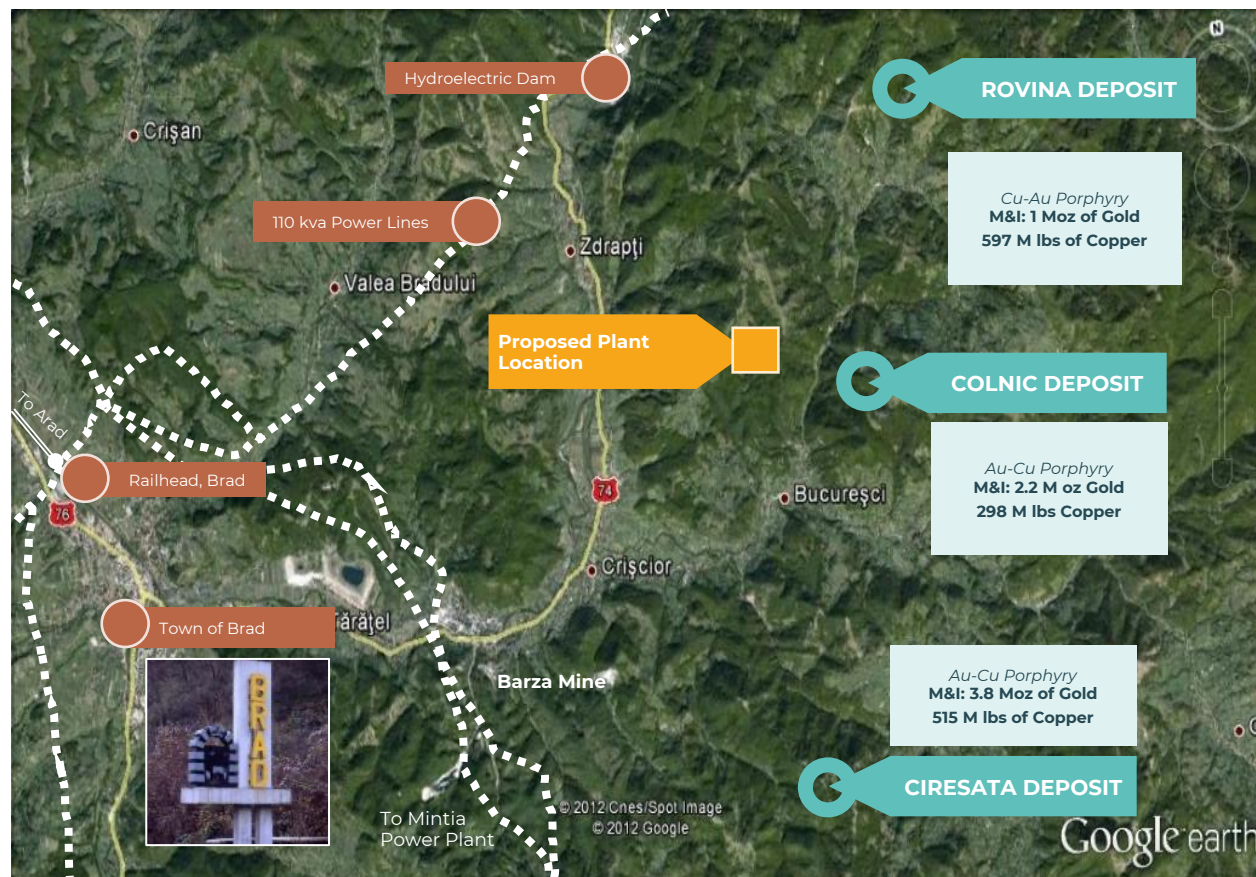 N
Hydroelectric Dam
ROVINA DEPOSIT
Crişan
Cu-Au Porphyry
M&I: 1 Moz of Gold
597 M lbs of Copper
110 kva Power Lines
Zdrapţi
Valea Bradului
Proposed Plant
Location
COLNIC DEPOSIT
To Arad
Au-Cu Porphyry
M&I: 2.2 M oz Gold
298 M lbs Copper
Railhead, Brad
74
Bucureşci
76
Crişcior
Town of Brad
Barza Mine
BRAD
Au-Cu Porphyry
M&I: 3.8 Moz of Gold
515 M lbs of Copper
CIRESATA DEPOSIT
To Mintia
Power Plant
© 2012 Cnes/Spot Image
© 2012 Google
Google earth